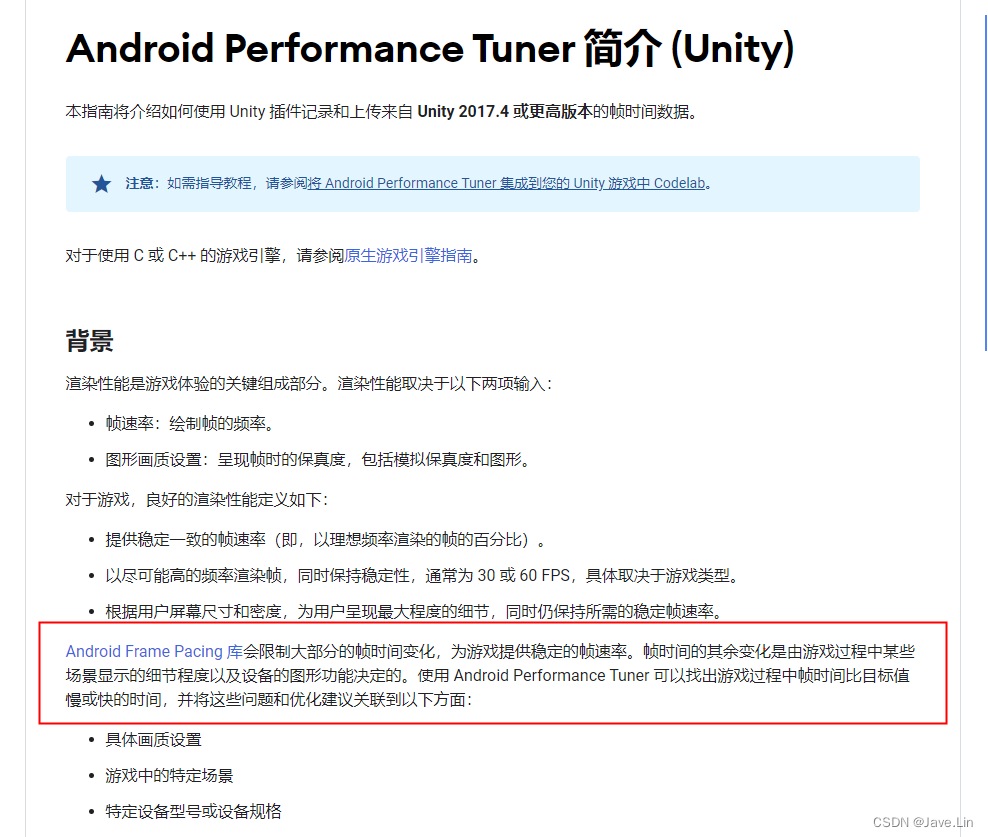 Android Performance Tuner 简介 (Unity)
本指南将介绍如何使用 Unity 插件记录和上传来自 Unity 2017.4 或更高版本的帧时间数据。
注意：如需指导教程，请参阅将 Android Performance Tuner 集成到您的 Unity 游戏中 Codelab。
对于使用 C 或 C++ 的游戏引擎，请参阅原生游戏引擎指南。
背景
渲染性能是游戏体验的关键组成部分。渲染性能取决于以下两项输入：
• 帧速率：绘制帧的频率。
• 图形画质设置：呈现帧时的保真度，包括模拟保真度和图形。
对于游戏，良好的渲染性能定义如下：
• 提供稳定一致的帧速率（即，以理想频率渲染的帧的百分比）。
• 以尽可能高的频率渲染帧，同时保持稳定性，通常为 30 或 60 FPS，具体取决于游戏类型。
• 根据用户屏幕尺寸和密度，为用户呈现最大程度的细节，同时仍保持所需的稳定帧速率。
Android Frame Pacing 库会限制大部分的帧时间变化，为游戏提供稳定的帧速率。帧时间的其余变化是由游戏过程中某些
场景显示的细节程度以及设备的图形功能决定的。使用 Android Performance Tuner 可以找出游戏过程中帧时间比目标值
慢或快的时间，并将这些问题和优化建议关联到以下方面：
• 具体画质设置
• 游戏中的特定场景
• 特定设备型号或设备规格
CSDN @Jave.Lin